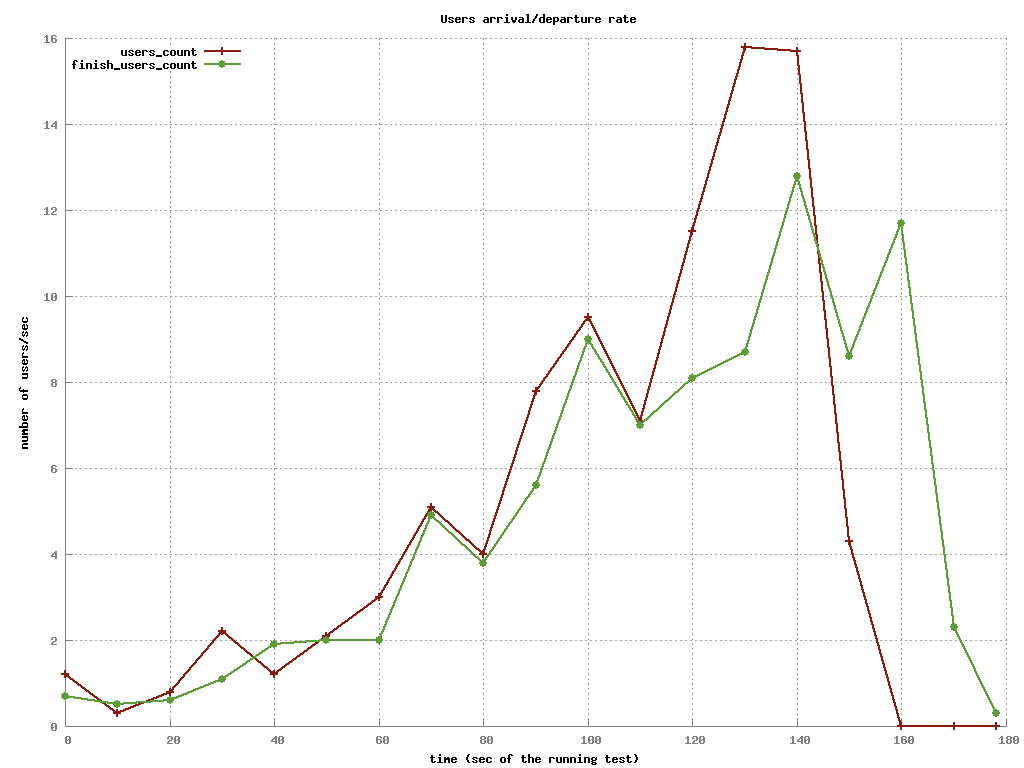 Users arrival/departure rate
users_count
finish_users_count
16
14
12
10
8
6
4
2
0
number of users/sec
0 20 40 60 80 100 120 140 160 180
time (sec of the running test)